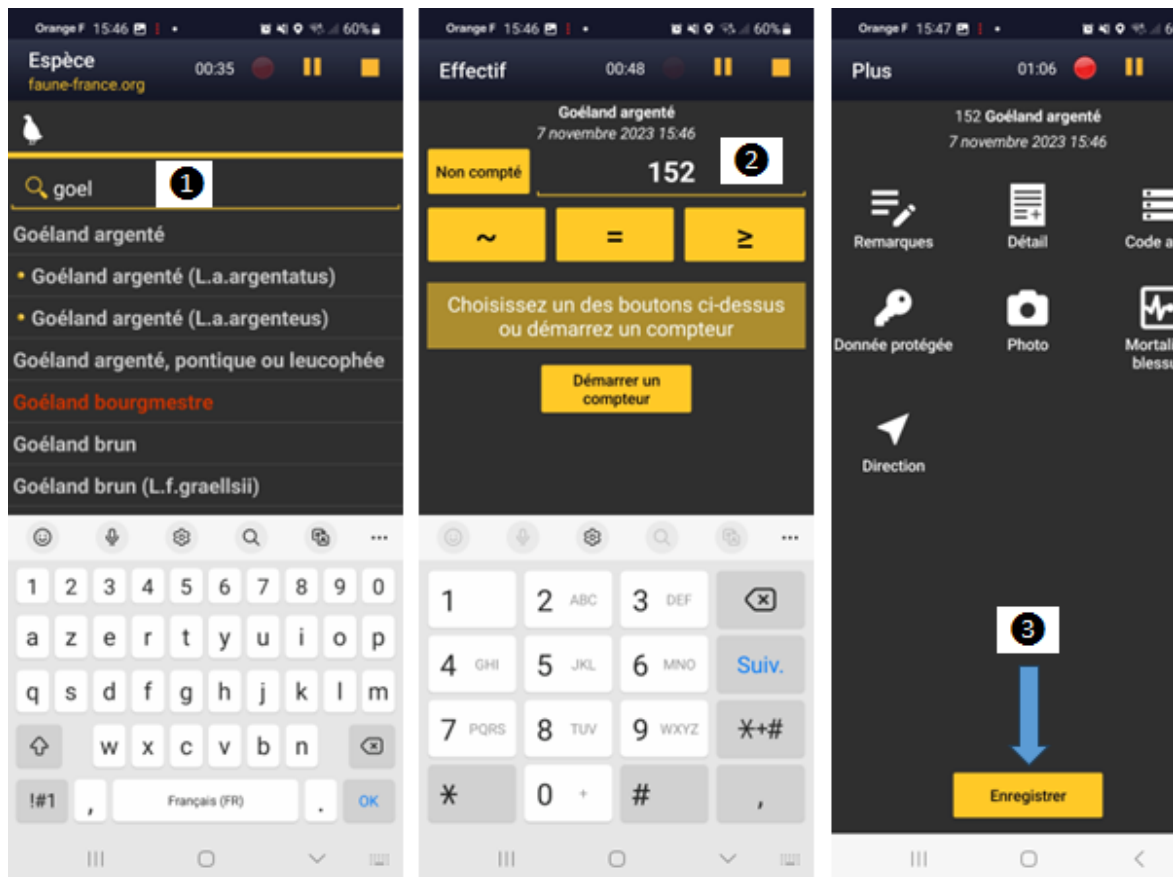 Orange F 15:46 60%
Espèce
faune-france.org
00:35
goel
1
Goéland argenté
• Goéland argenté (L.a.argentatus)
• Goéland argenté (L.a.argenteus)
Goéland argenté, pontique ou leucophée
Goéland bourgmestre
Goéland brun
Goéland brun (L.f.graellsii)
1 2 3 4 5 6 7 8 9 0
a z e r t y u i o p
q s d f g h j k l m
w x c v b n
!#1 , Français (FR) . OK
Orange F 15:46 60%
Effectif
00:48
Goéland argenté
7 novembre 2023 15:46
Non compté
152
2
~ = ≥
Choisissez un des boutons ci-dessus
ou démarrez un compteur
Démarrer un
compteur
1 2 ABC 3 DEF
4 GHI 5 JKL 6 MNO Suiv.
7 PQRS 8 TUV 9 WXYZ *+#
* 0 + # ,
Orange F 15:47 6
Plus
01:06
152 Goéland argenté
7 novembre 2023 15:46
Remarques Détail Code a
Donnée protégée Photo Mortali
blessu
Direction
3
Enregistrer